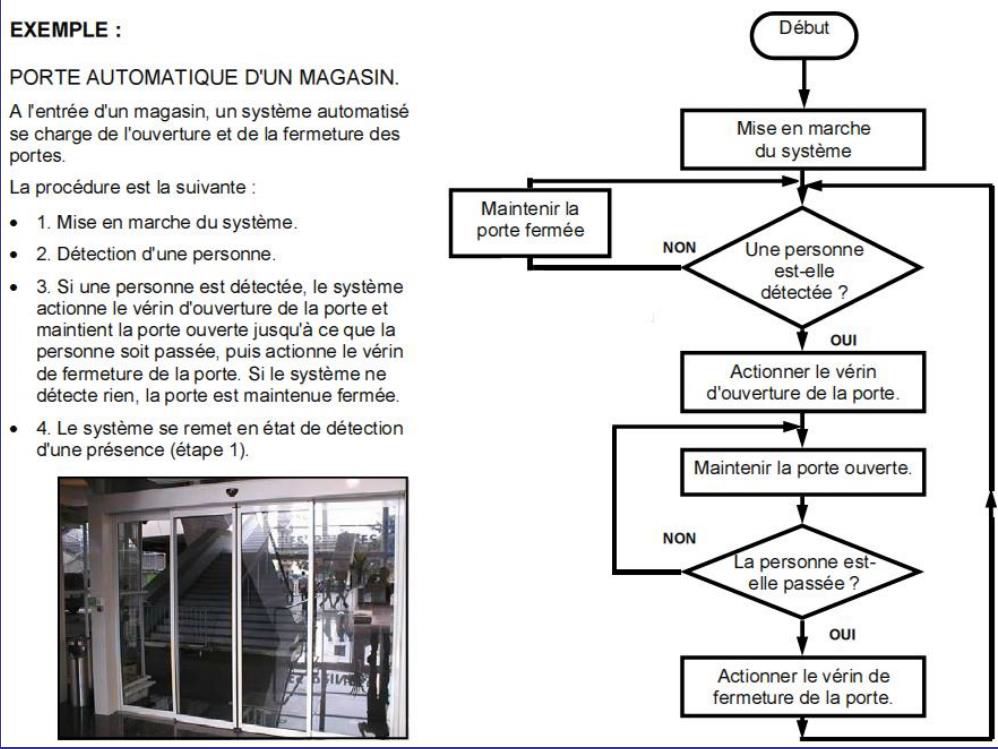 EXEMPLE :
PORTE AUTOMATIQUE D'UN MAGASIN.
A l'entrée d'un magasin, un système automatisé
se charge de l'ouverture et de la fermeture des
portes.
La procédure est la suivante :
• 1. Mise en marche du système.
• 2. Détection d'une personne.
• 3. Si une personne est détectée, le système
actionne le vérin d'ouverture de la porte et
maintient la porte ouverte jusqu'à ce que la
personne soit passée, puis actionne le vérin
de fermeture de la porte. Si le système ne
détecte rien, la porte est maintenue fermée.
• 4. Le système se remet en état de détection
d'une présence (étape 1).
Début
Mise en marche
du système
Maintenir la
porte fermée
NON
Une personne
est-elle
détectée ?
OUI
Actionner le vérin
d'ouverture de la porte.
Maintenir la porte ouverte.
NON
La personne est-
elle passée ?
OUI
Actionner le vérin de
fermeture de la porte.